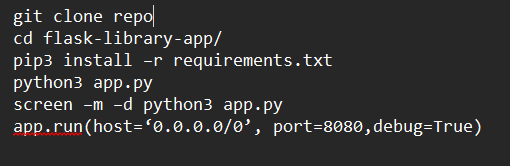 git clone repo
cd flask-library-app/
pip3 install –r requirements.txt
python3 app.py
screen –m –d python3 app.py
app.run(host=‘0.0.0.0/0’, port=8080,debug=True)